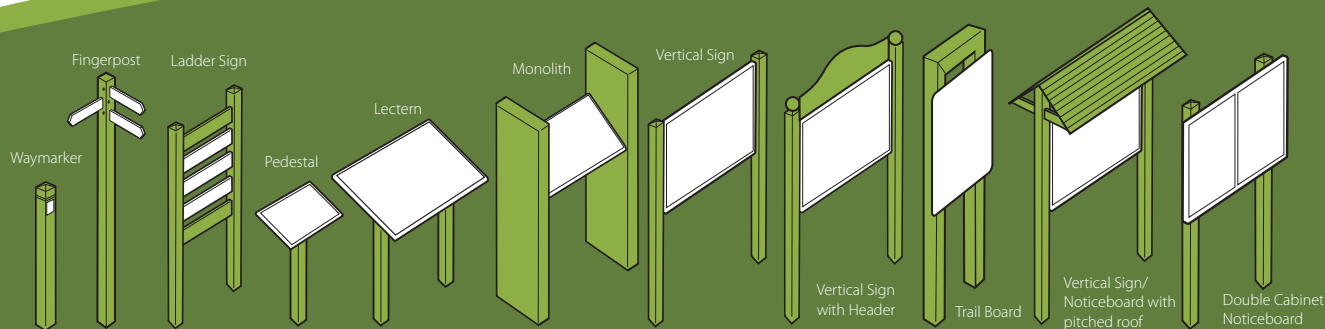 Waymarker
Fingerpost
Ladder Sign
Pedestal
Lectern
Monolith
Vertical Sign
Vertical Sign
with Header
Trail Board
Vertical Sign/
Noticeboard with
pitched roof
Double Cabinet
Noticeboard